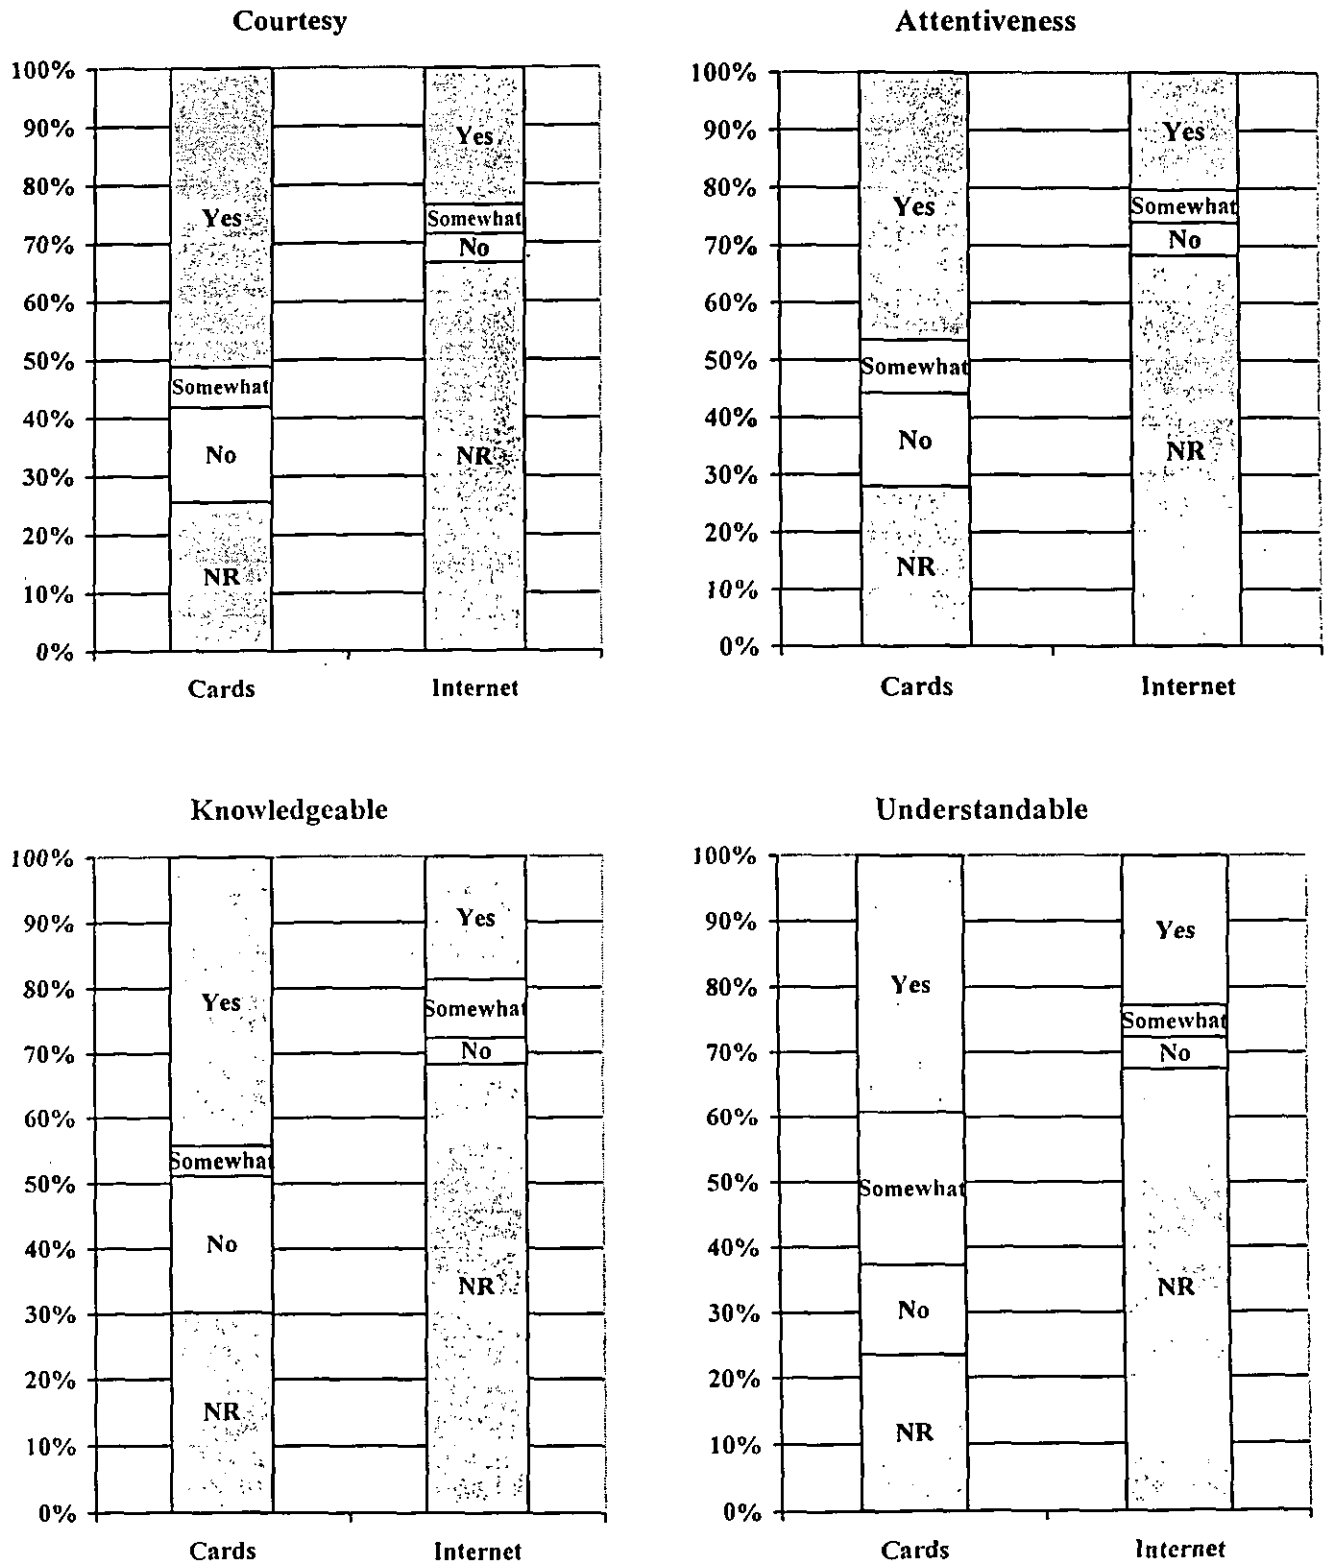 Courtesy
100%
90%
80%
70%
60%
50%
40%
30%
20%
10%
0%
Yes
Somewhat
No
NR
Yes
Somewhat
No
NR
Cards Internet
Attentiveness
100%
90%
80%
70%
60%
50%
40%
30%
20%
10%
0%
Yes
Somewhat
No
NR
Yes
Somewhat
No
NR
Cards Internet
Knowledgeable
100%
90%
80%
70%
60%
50%
40%
30%
20%
10%
0%
Yes
Somewhat
No
NR
Yes
Somewhat
No
NR
Cards Internet
Understandable
100%
90%
80%
70%
60%
50%
40%
30%
20%
10%
0%
Yes
Somewhat
No
NR
Yes
Somewhat
No
NR
Cards Internet